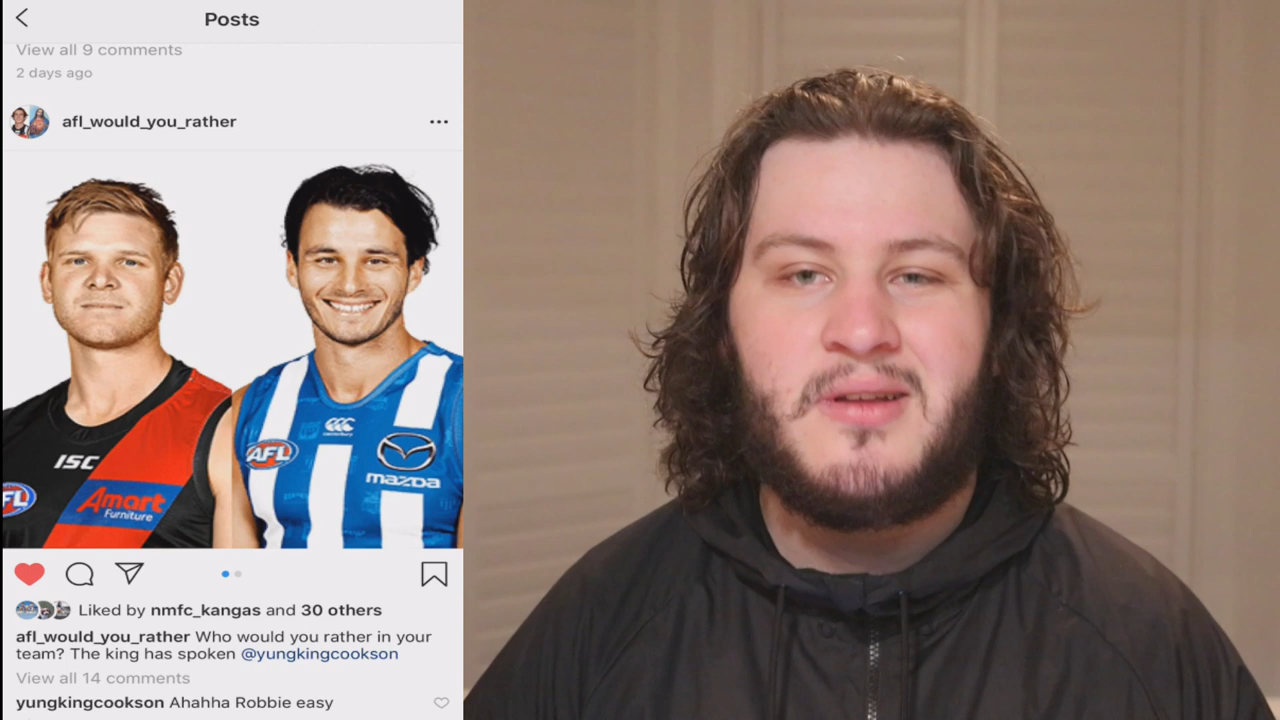 Posts
View all 9 comments
2 days ago
afl_would_you_rather
ISC
FL
Amart
Furniture
AFL
canterbury
mazda
Liked by nmfc_kangas and 30 others
afl_would_you_rather Who would you rather in your
team? The king has spoken @yungkingcookson
View all 14 comments
yungkingcookson Ahahha Robbie easy